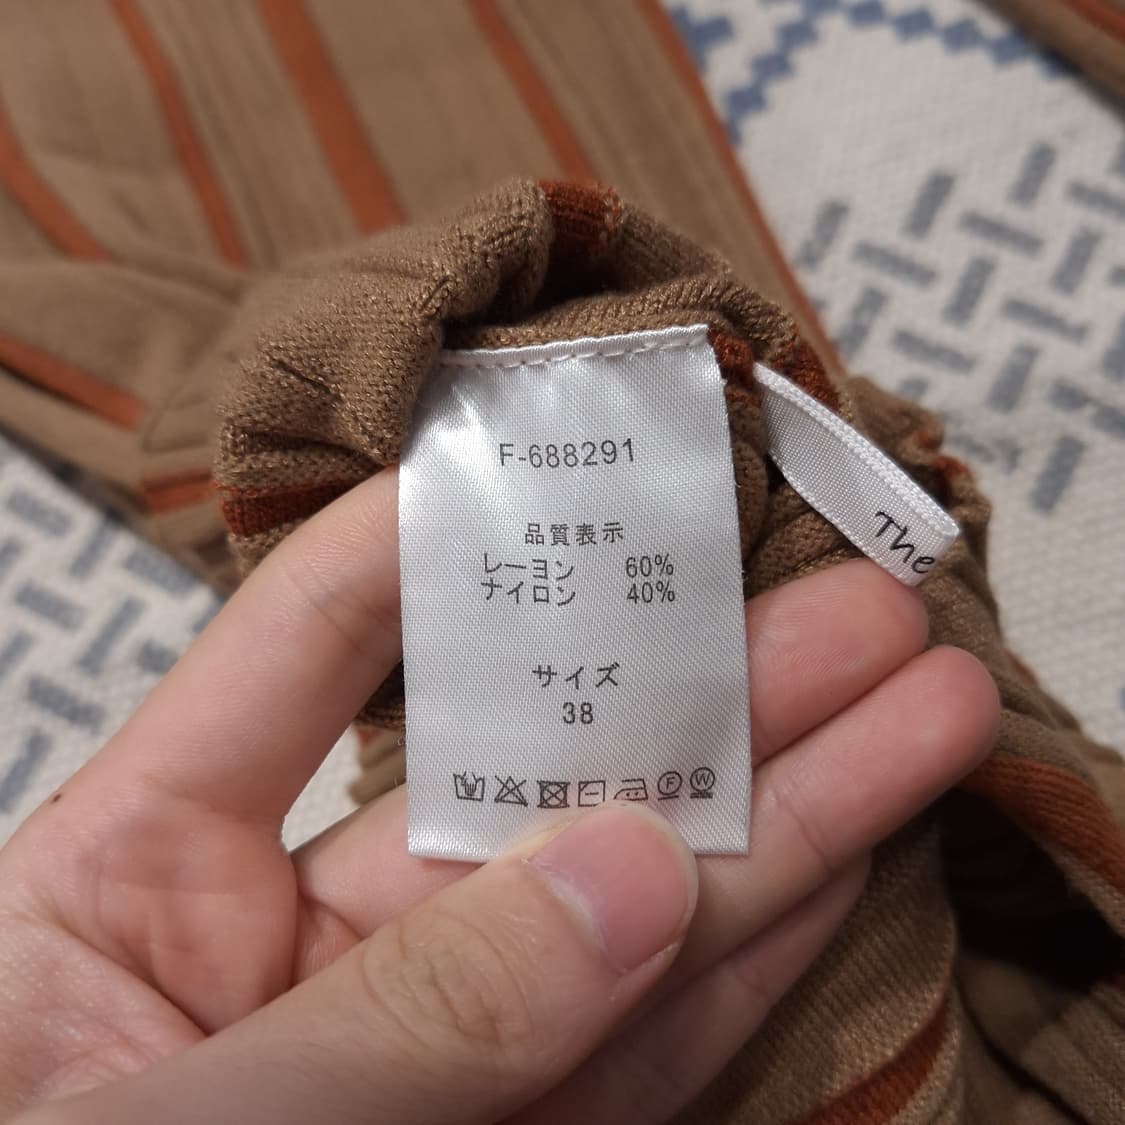 F-688291
品質表示
レーヨン 60%
ナイロン 40%
サイズ
38
F W
The